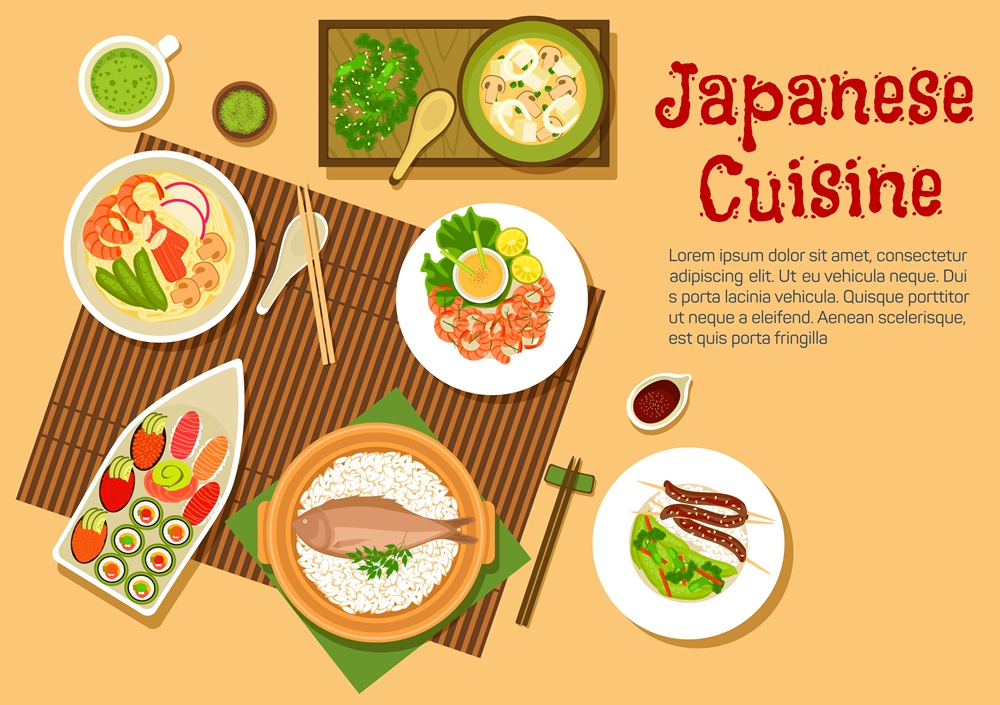 Japanese
Cuisine
Lorem ipsum dolor sit amet, consectetur
adipiscing elit. Ut eu vehicula neque. Dui
s porta lacinia vehicula. Quisque porttitor
ut neque a eleifend. Aenean scelerisque,
est quis porta fringilla